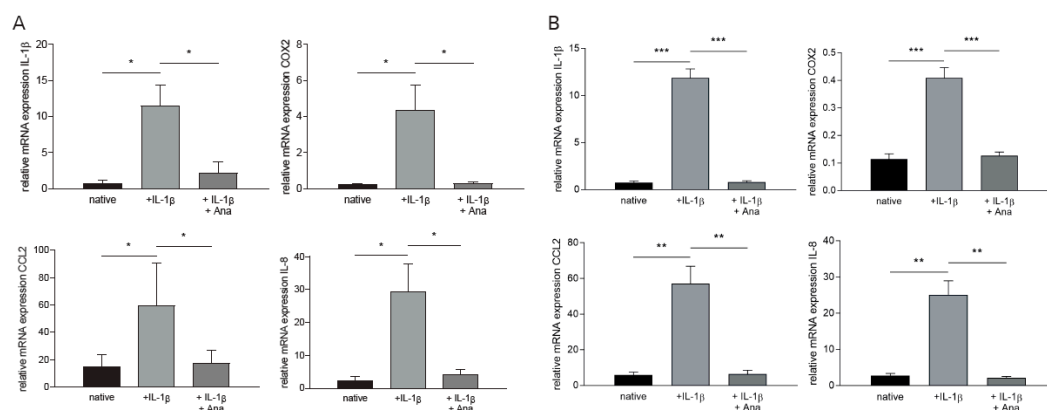 A
relative mRNA expression IL-1β
20
15
10
5
0
*
*
native
+IL-1β
+ IL-1β
+ Ana
relative mRNA expression COX2
8
6
4
2
0
*
*
native
+IL-1β
+ IL-1β
+ Ana
relative mRNA expression CCL2
100
80
60
40
20
0
*
*
native
+IL-1β
+ IL-1β
+ Ana
relative mRNA expression IL-8
50
40
30
20
10
0
*
*
native
+IL-1β
+ IL-1β
+ Ana
B
relative mRNA expression IL-1β
15
10
5
0
***
***
native
+IL-1β
+ IL-1β
+ Ana
relative mRNA expression COX2
0.5
0.4
0.3
0.2
0.1
0.0
***
***
native
+IL-1β
+ IL-1β
+ Ana
relative mRNA expression CCL2
80
60
40
20
0
**
**
native
+IL-1β
+ IL-1β
+ Ana
relative mRNA expression IL-8
40
30
20
10
0
**
**
native
+IL-1β
+ IL-1β
+ Ana